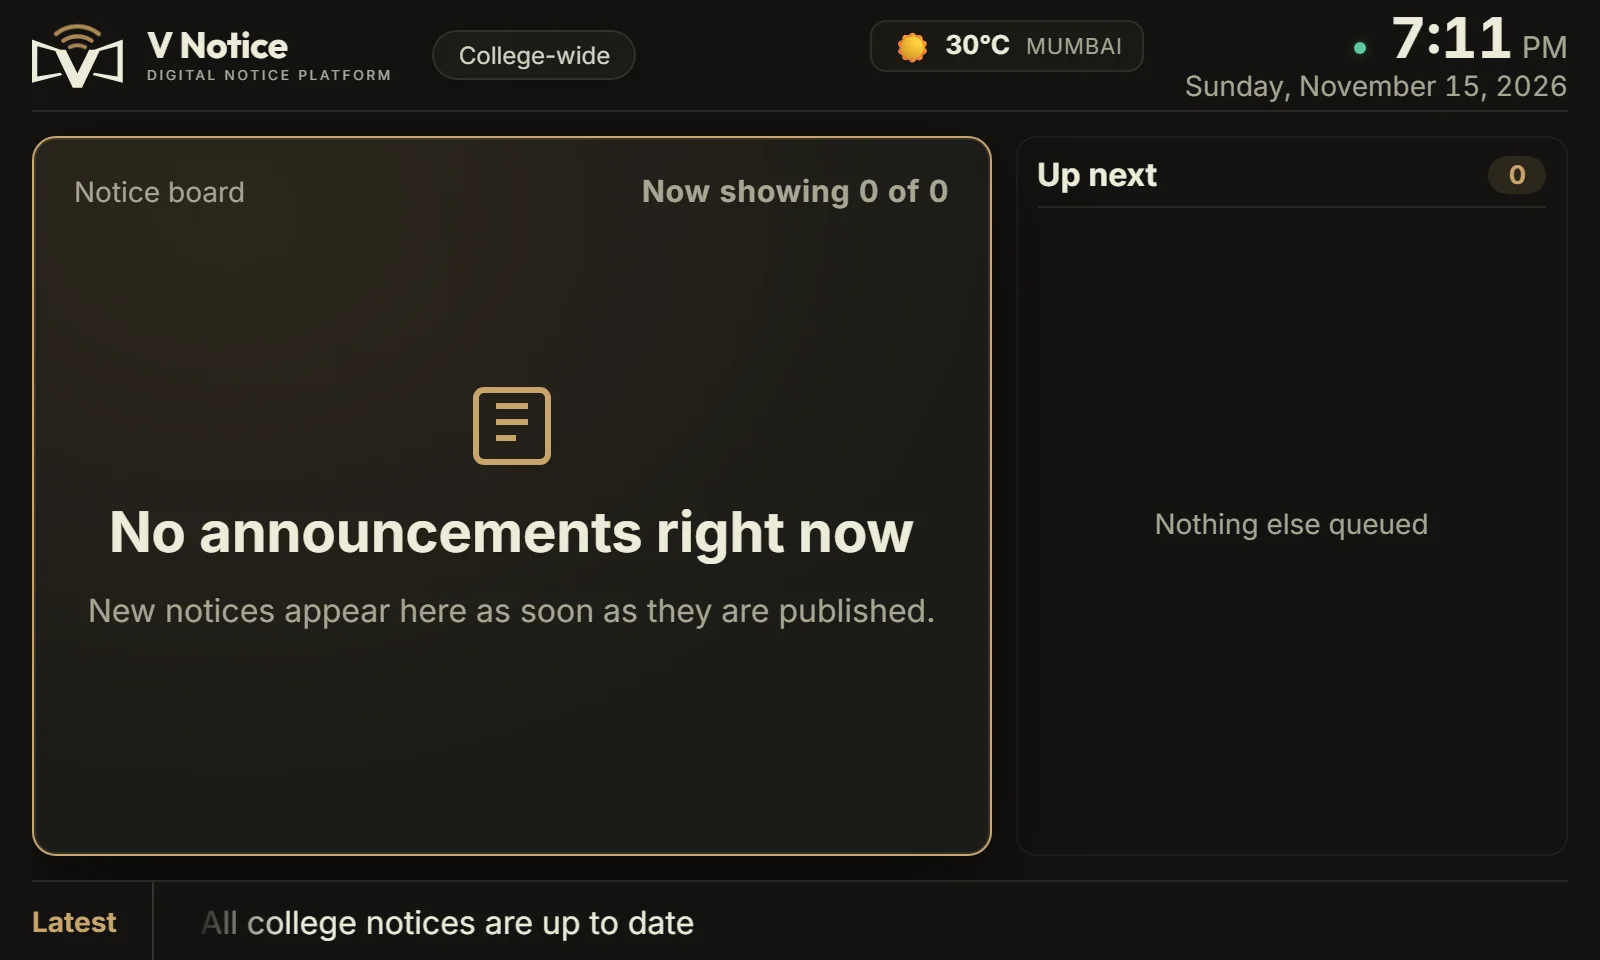 V Notice
DIGITAL NOTICE PLATFORM
College-wide
30°C MUMBAI
7:11 PM
Sunday, November 15, 2026
Notice board
Now showing 0 of 0
No announcements right now
New notices appear here as soon as they are published.
Up next
0
Nothing else queued
Latest
All college notices are up to date